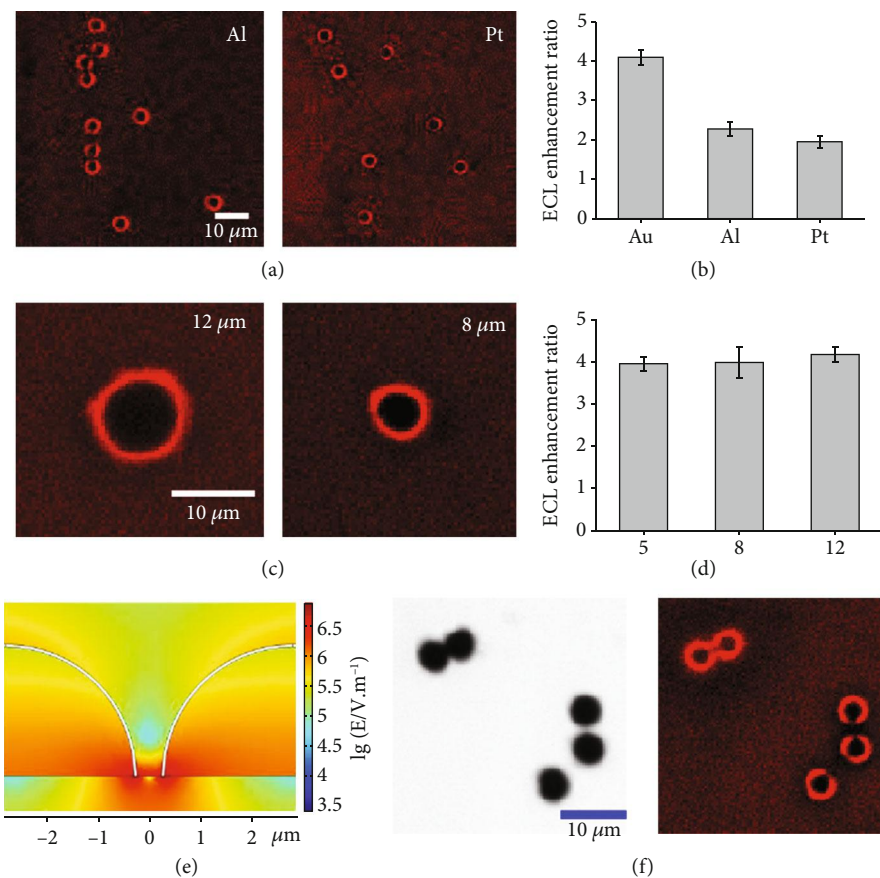 Al
Pt
10 μm
(a)
ECL enhancement ratio
5
4
3
2
1
0
Au Al Pt
(b)
12 μm
8 μm
10 μm
(c)
ECL enhancement ratio
5
4
3
2
1
0
5 8 12
(d)
6.5
6
5.5
5
4.5
4
3.5
lg (E/V.m⁻¹)
−2 −1 0 1 2 μm
(e)
10 μm
(f)